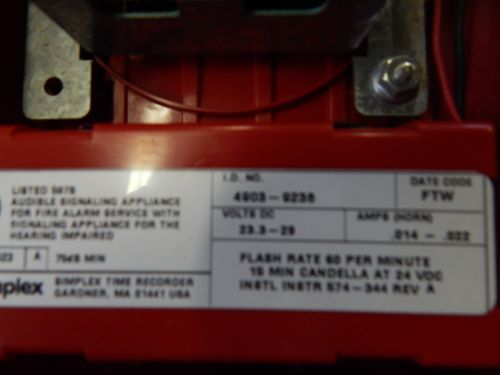 LISTED 587S
AUDIBLE SIGNALING APPLIANCE
FOR FIRE ALARM SERVICE WITH
SIGNALING APPLIANCE FOR THE
HEARING IMPAIRED
A 75dB MIN
mplex SIMPLEX TIME RECORDER
GARDNER, MA 01441 USA
I.D. NO. DATE CODE
4903-9236 FTW
VOLTS DC AMPS (HORN)
23.3-29 .014 - .022
FLASH RATE 60 PER MINUTE
15 MIN CANDELLA AT 24 VDC
INSTL INSTR 574-344 REV A